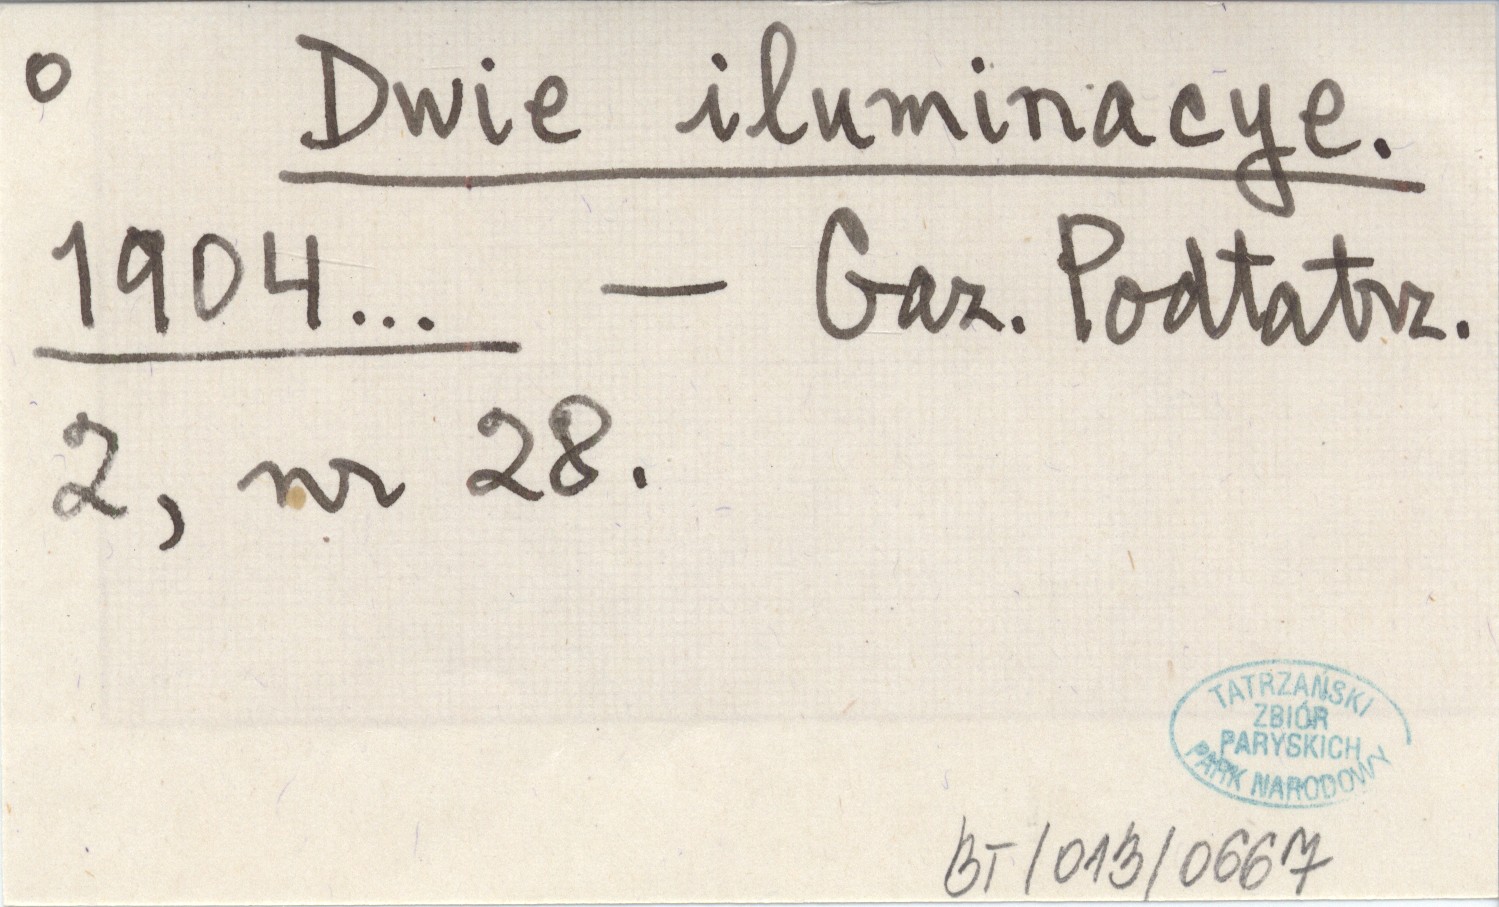 o Dwie iluminacye.
1904... — Gaz. Podtatrz.
2, nr 28.
TATRZAŃSKI
ZBIÓR
PARYSKICH
PARK NARODOWY
BT/013/0667